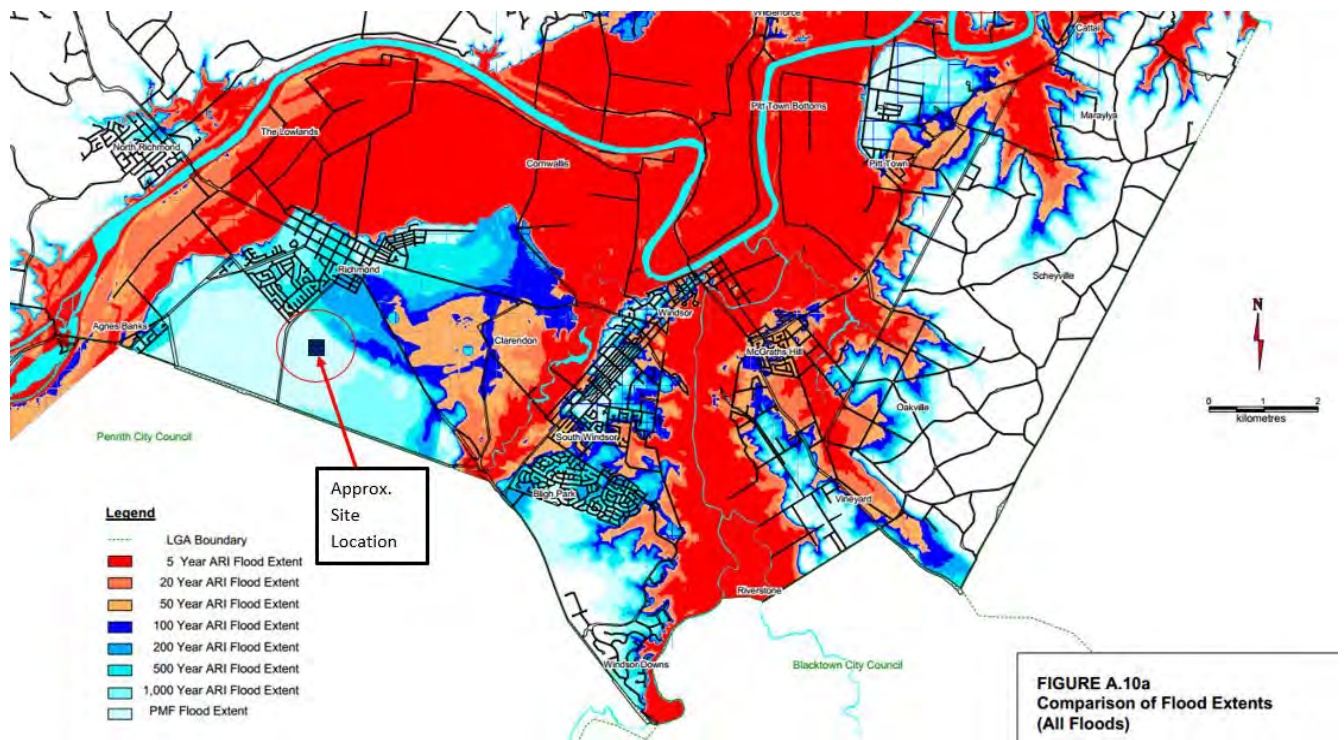 Wilberforce
Cattai
Pitt Town Bottoms
The Lowlands
Maraylya
North Richmond
Cornwallis
Pitt Town
Richmond
Scheyville
Windsor
Agnes Banks
Clarendon
McGraths Hill
N
Oakville
0 1 2
kilometres
Penrith City Council
South Windsor
Approx.
Site
Location
Bligh Park
Vineyard
Legend
LGA Boundary
5 Year ARI Flood Extent
20 Year ARI Flood Extent
50 Year ARI Flood Extent
100 Year ARI Flood Extent
200 Year ARI Flood Extent
500 Year ARI Flood Extent
1,000 Year ARI Flood Extent
PMF Flood Extent
Riverstone
Windsor Downs
Blacktown City Council
FIGURE A.10a
Comparison of Flood Extents
(All Floods)